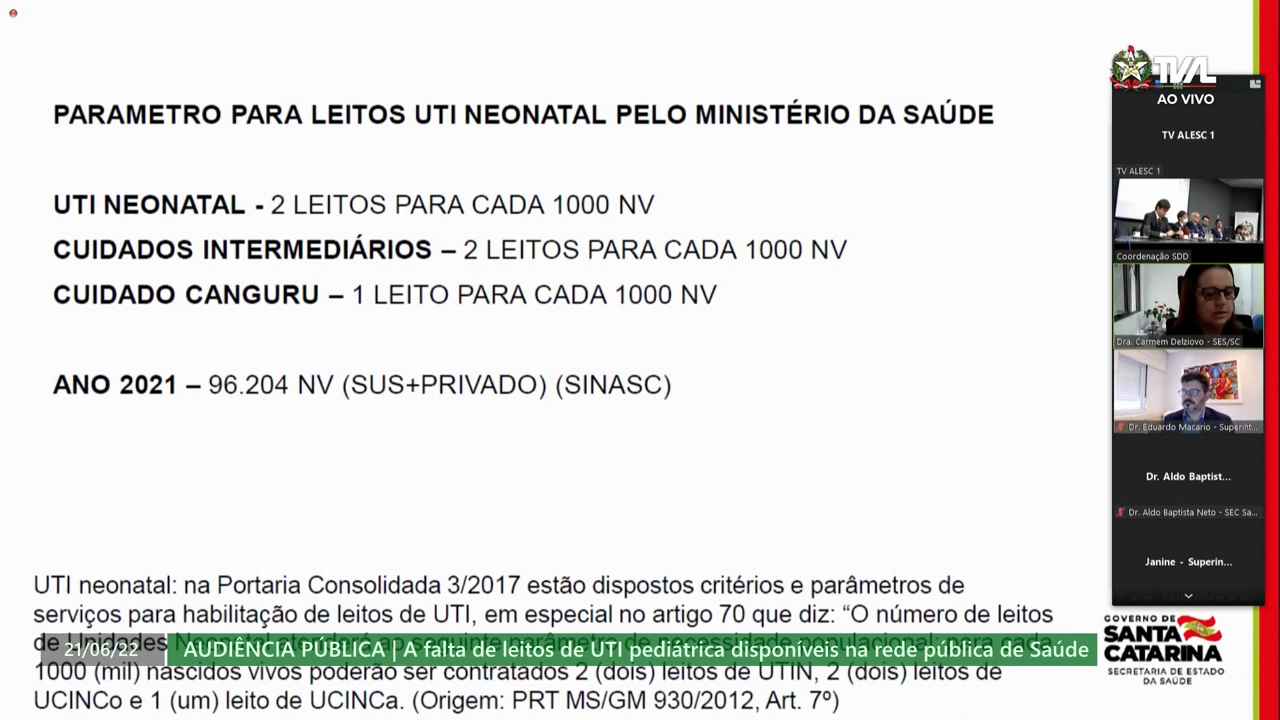 PARAMETRO PARA LEITOS UTI NEONATAL PELO MINISTÉRIO DA SAÚDE
UTI NEONATAL - 2 LEITOS PARA CADA 1000 NV
CUIDADOS INTERMEDIÁRIOS – 2 LEITOS PARA CADA 1000 NV
CUIDADO CANGURU – 1 LEITO PARA CADA 1000 NV
ANO 2021 – 96.204 NV (SUS+PRIVADO) (SINASC)
UTI neonatal: na Portaria Consolidada 3/2017 estão dispostos critérios e parâmetros de
serviços para habilitação de leitos de UTI, em especial no artigo 70 que diz: “O número de leitos
de Unidades
21/06/22 AUDIÊNCIA PÚBLICA | A falta de leitos de UTI pediátrica disponíveis na rede pública de Saúde
1000 (mil) nascidos vivos poderão ser contratados 2 (dois) leitos de UTIN, 2 (dois) leitos de
UCINCo e 1 (um) leito de UCINCa. (Origem: PRT MS/GM 930/2012, Art. 7º)
TVAL
AO VIVO
TV ALESC 1
TV ALESC 1
Coordenação SDD
Dra. Carmem Delziovo - SES/SC
Dr. Eduardo Macario - Superint...
Dr. Aldo Baptist...
Dr. Aldo Baptista Neto - SEC Sa...
Janine - Superin...
GOVERNO DE
SANTA
CATARINA
SECRETARIA DE ESTADO
DA SAÚDE